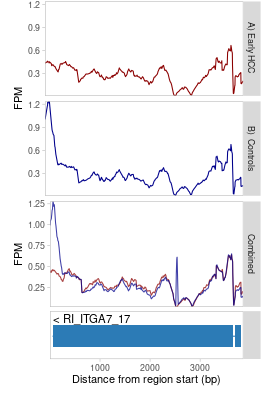 1.2
0.9
0.6
0.3
FPM
A) Early HCC
1.2
0.9
0.6
0.3
B) Controls
1.25
1.00
0.75
0.50
0.25
FPM
Combined
< RI_ITGA7_17
1000 2000 3000
Distance from region start (bp)